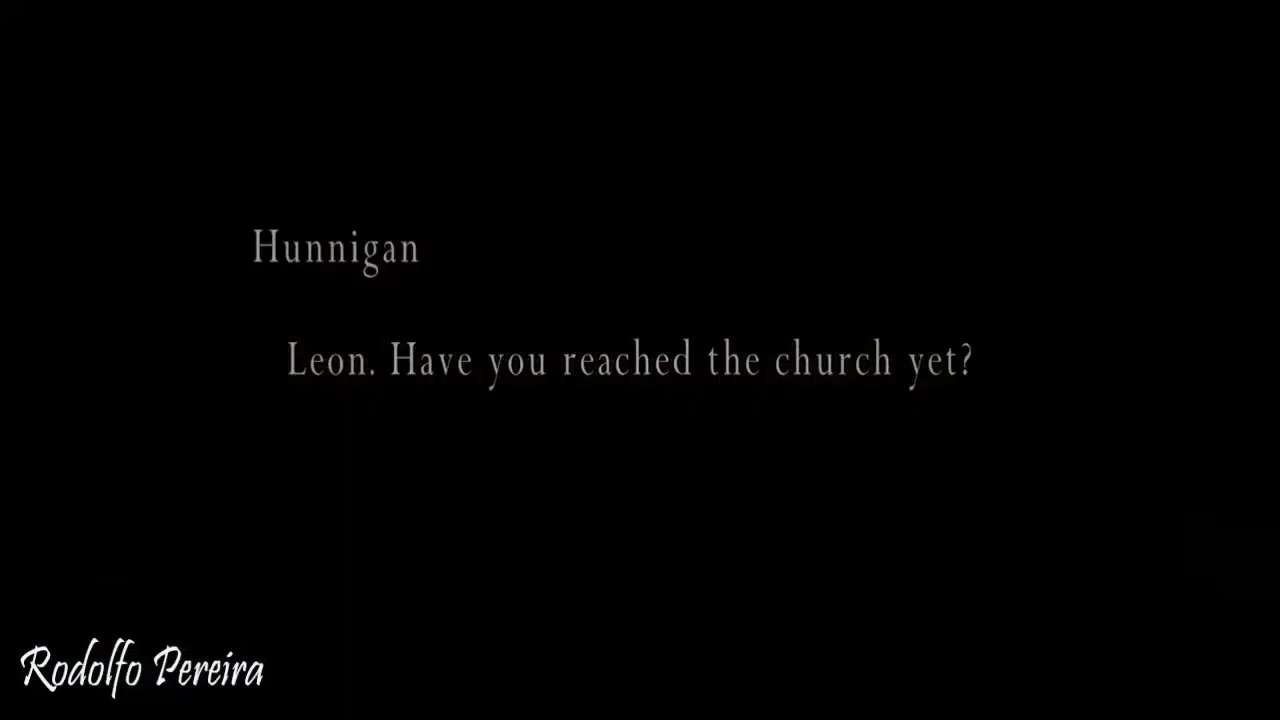 Hunnigan
Leon. Have you reached the church yet?
Rodolfo Pereira